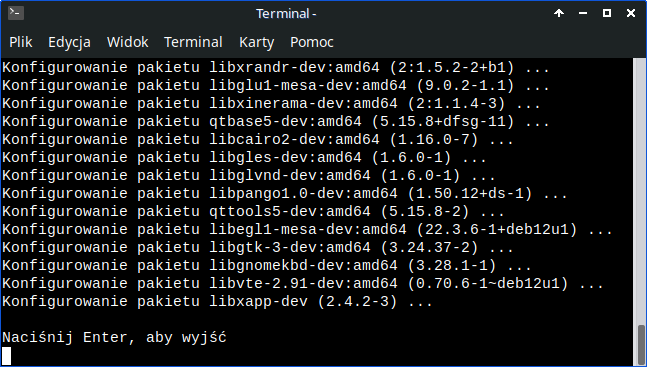 Terminal -
Plik Edycja Widok Terminal Karty Pomoc
Konfigurowanie pakietu libxrandr-dev:amd64 (2:1.5.2-2+b1) ...
Konfigurowanie pakietu libglu1-mesa-dev:amd64 (9.0.2-1.1) ...
Konfigurowanie pakietu libxinerama-dev:amd64 (2:1.1.4-3) ...
Konfigurowanie pakietu qtbase5-dev:amd64 (5.15.8+dfsg-11) ...
Konfigurowanie pakietu libcairo2-dev:amd64 (1.16.0-7) ...
Konfigurowanie pakietu libgles-dev:amd64 (1.6.0-1) ...
Konfigurowanie pakietu libglvnd-dev:amd64 (1.6.0-1) ...
Konfigurowanie pakietu libpango1.0-dev:amd64 (1.50.12+ds-1) ...
Konfigurowanie pakietu qttools5-dev:amd64 (5.15.8-2) ...
Konfigurowanie pakietu libegl1-mesa-dev:amd64 (22.3.6-1+deb12u1) ...
Konfigurowanie pakietu libgtk-3-dev:amd64 (3.24.37-2) ...
Konfigurowanie pakietu libgnomekbd-dev:amd64 (3.28.1-1) ...
Konfigurowanie pakietu libvte-2.91-dev:amd64 (0.70.6-1~deb12u1) ...
Konfigurowanie pakietu libxapp-dev (2.4.2-3) ...
Naciśnij Enter, aby wyjść